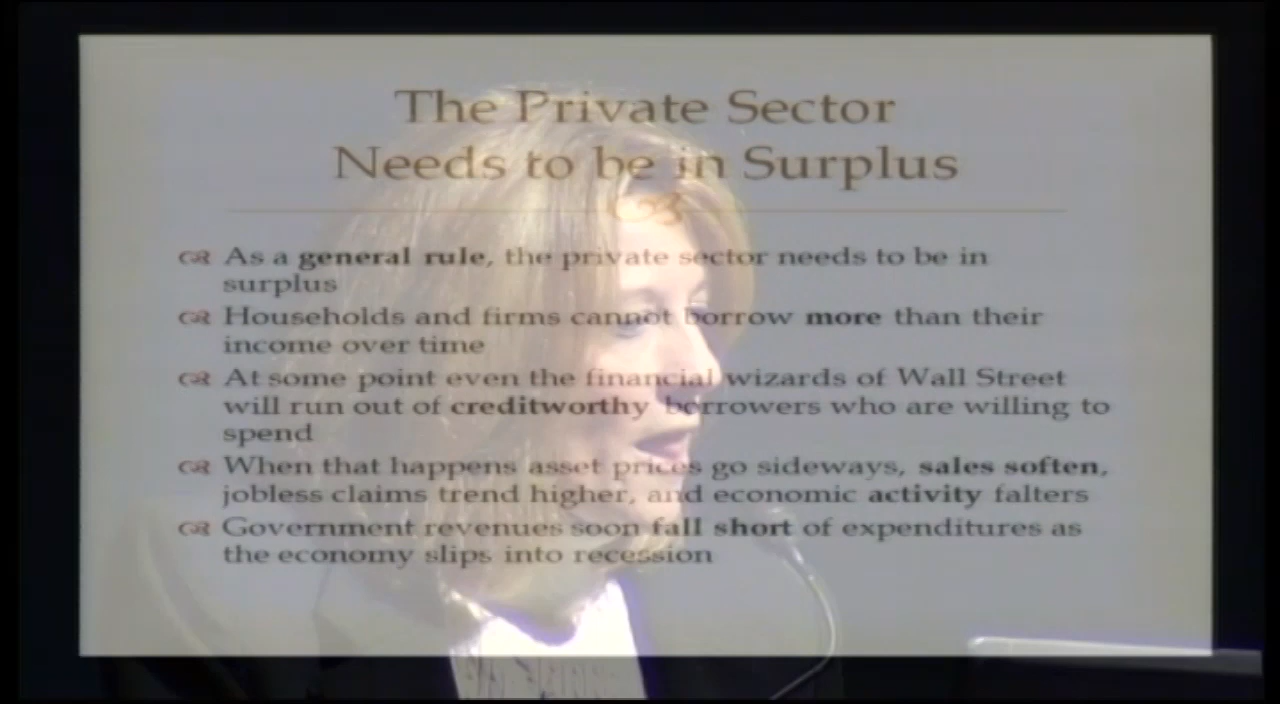 The Private Sector
Needs to be in Surplus
As a general rule, the private sector needs to be in
surplus
Households and firms cannot borrow more than their
income over time
At some point even the financial wizards of Wall Street
will run out of creditworthy borrowers who are willing to
spend
When that happens asset prices go sideways, sales soften,
jobless claims trend higher, and economic activity falters
Government revenues soon fall short of expenditures as
the economy slips into recession